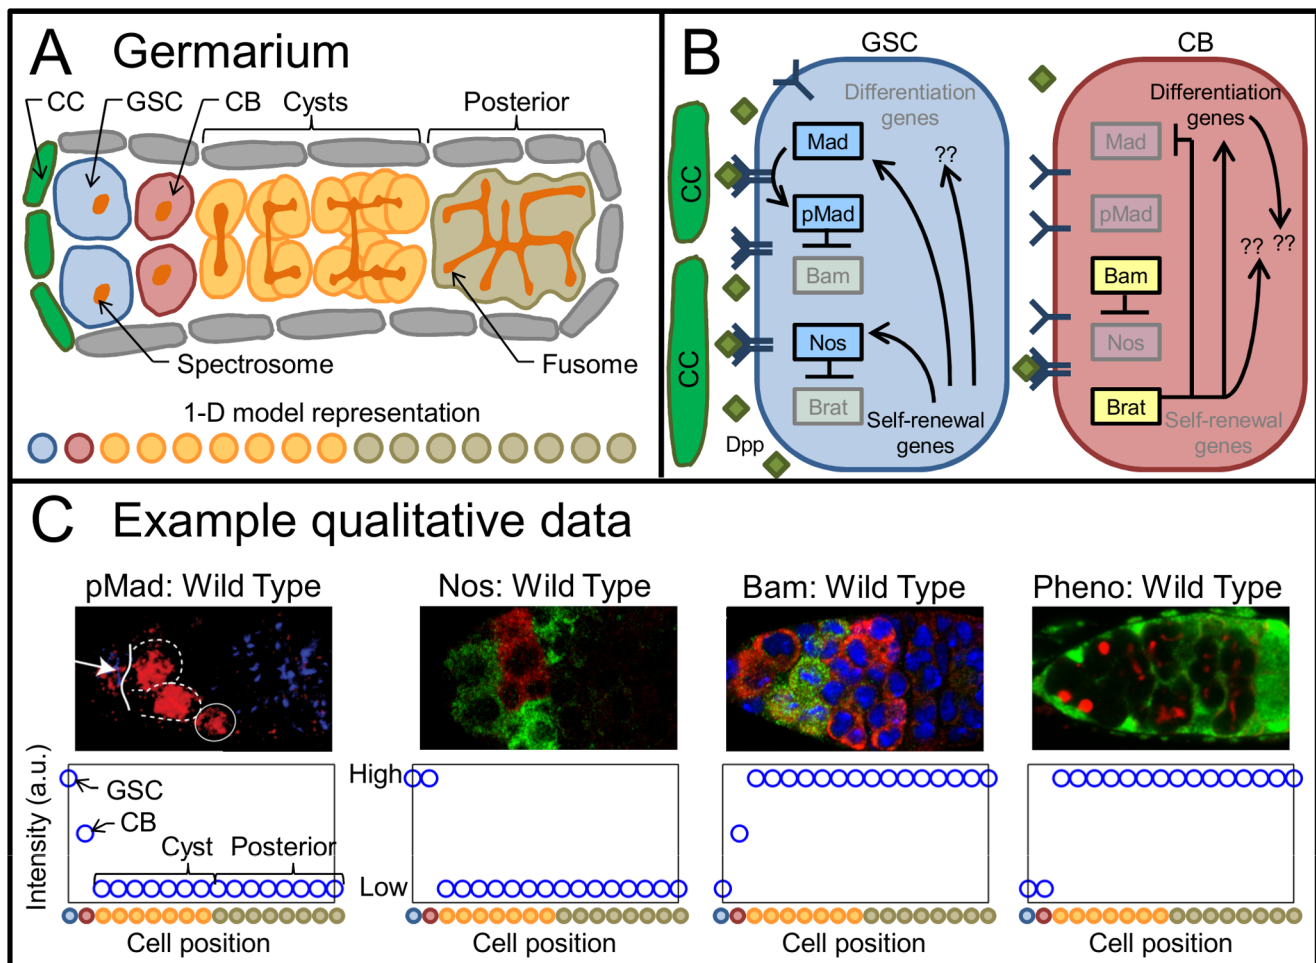 A Germarium
CC
GSC
CB
Cysts
Posterior
Spectrosome
Fusome
1-D model representation
B
GSC
CB
CC
CC
Dpp
Differentiation
genes
Mad
??
pMad
Bam
Nos
Brat
Self-renewal
genes
Differentiation
genes
Mad
pMad
??
??
Bam
Nos
Brat
Self-renewal
genes
C Example qualitative data
pMad: Wild Type
Nos: Wild Type
Bam: Wild Type
Pheno: Wild Type
Intensity (a.u.)
GSC
CB
Cyst
Posterior
High
Low
Cell position
Cell position
Cell position
Cell position